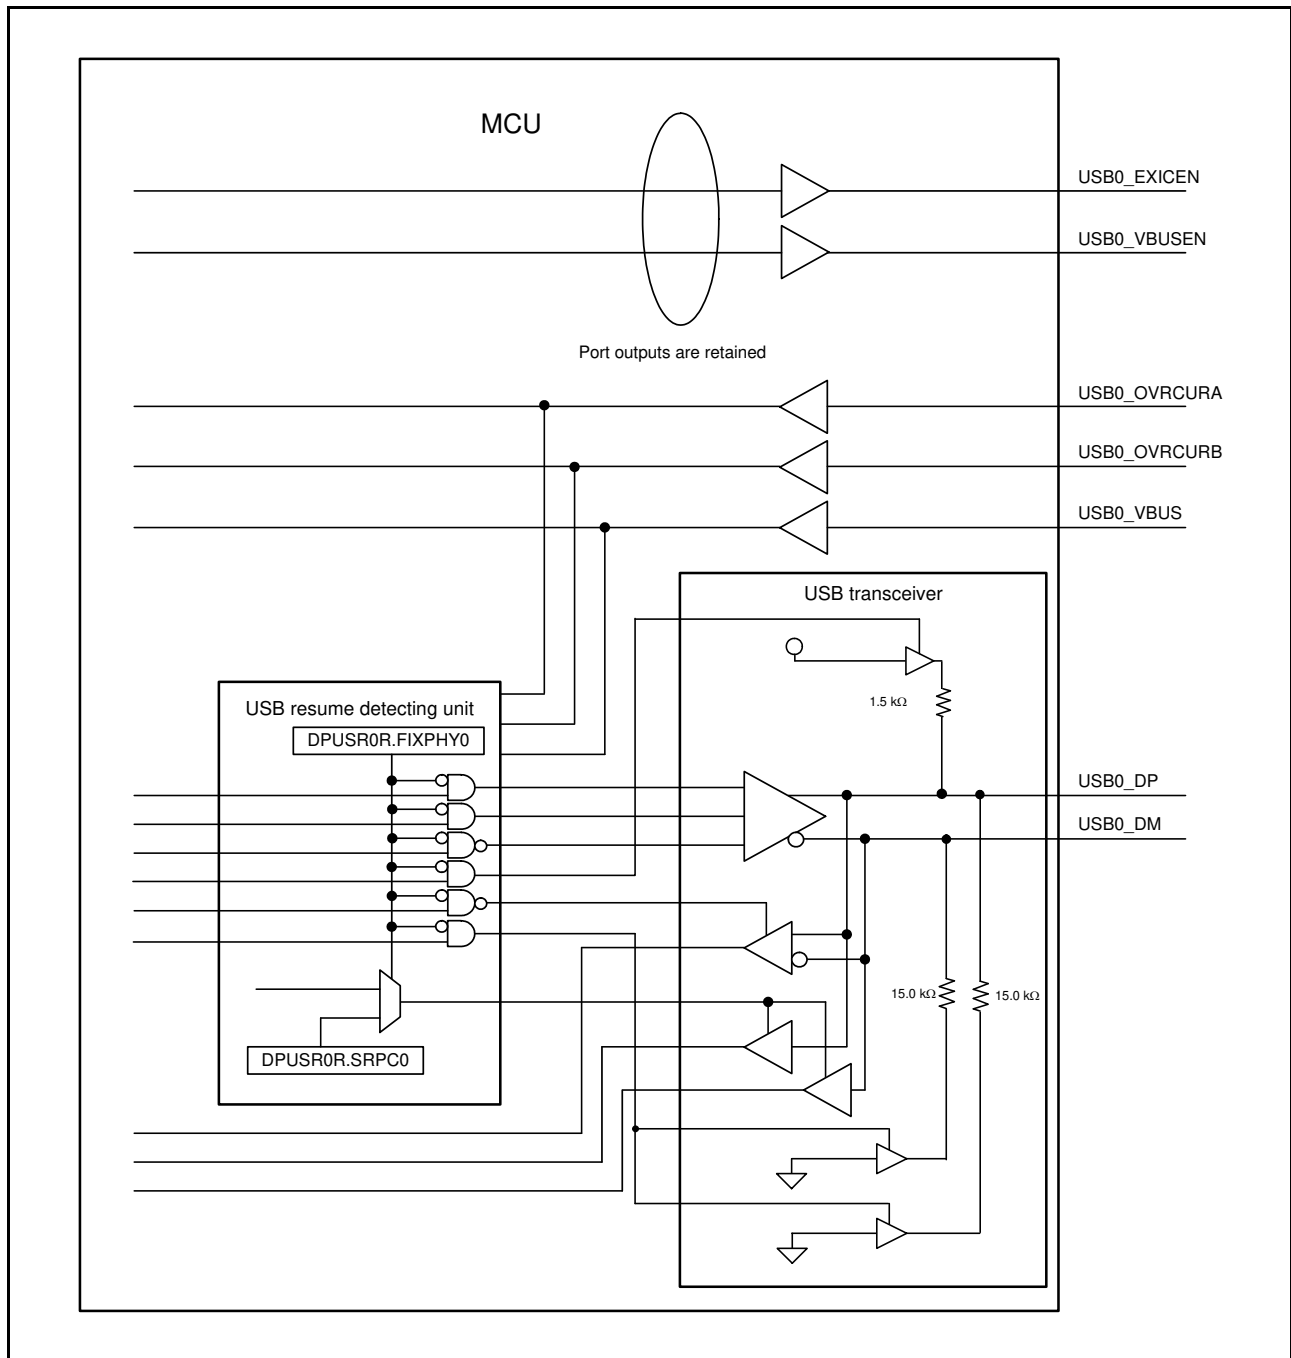 MCU
USB0_EXICEN
USB0_VBUSEN
Port outputs are retained
USB0_OVRCURA
USB0_OVRCURB
USB0_VBUS
USB transceiver
1.5 kΩ
USB resume detecting unit
DPUSR0R.FIXPHY0
USB0_DP
USB0_DM
15.0 kΩ
15.0 kΩ
DPUSR0R.SRPC0